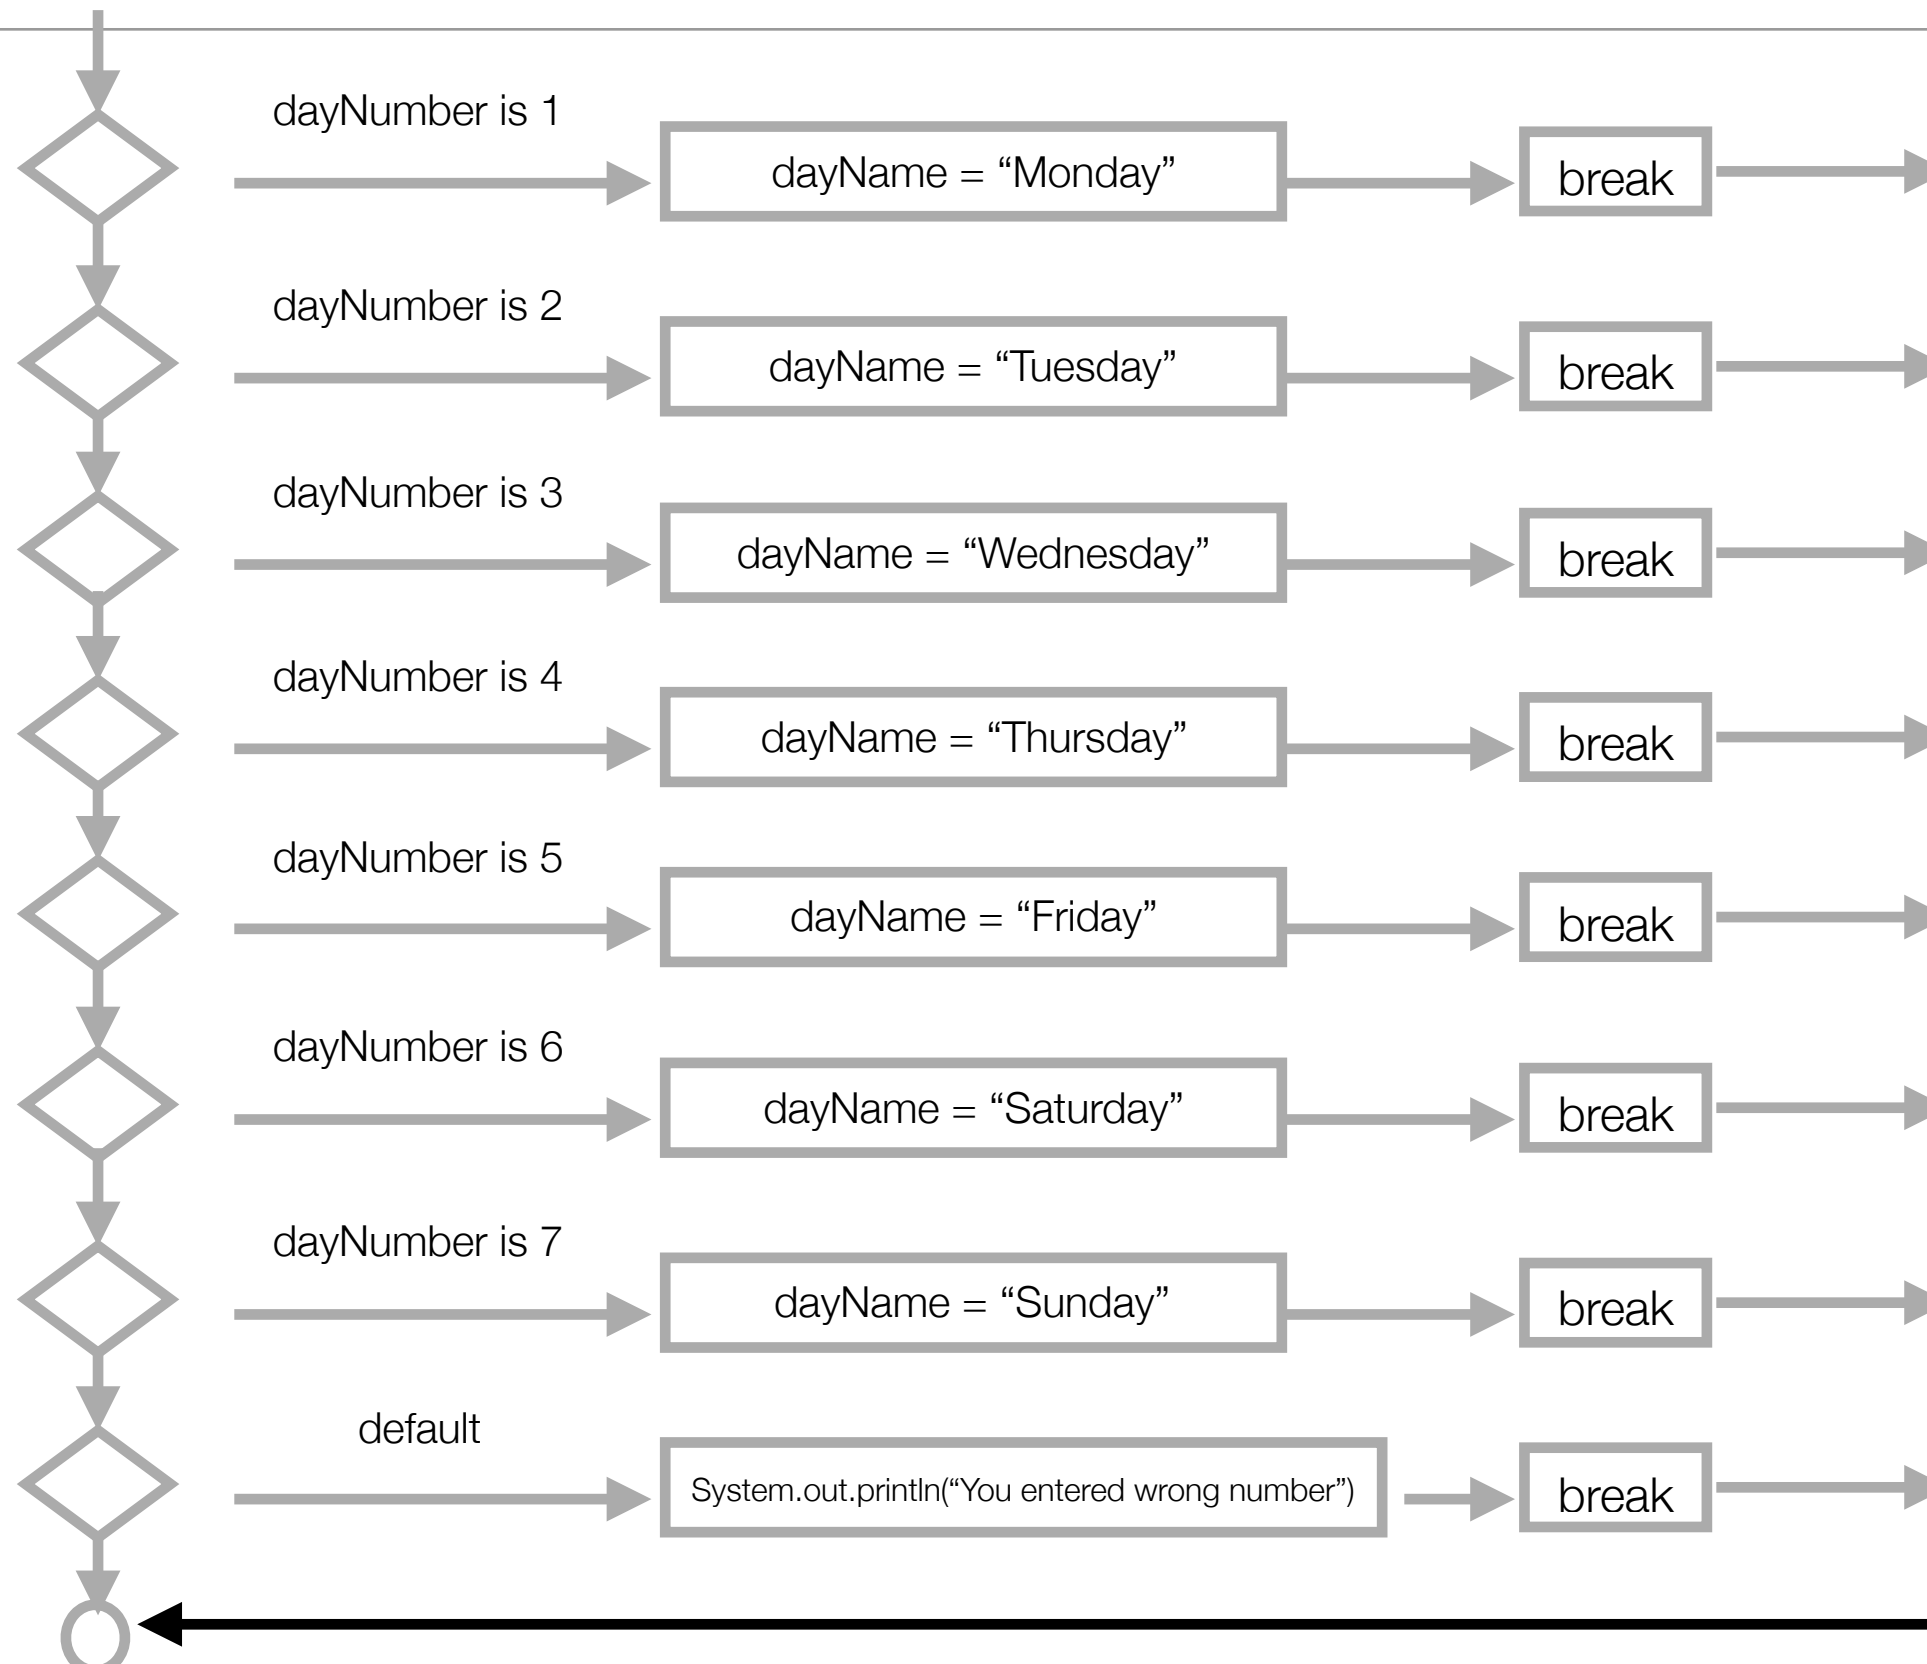 dayNumber is 1
dayName = “Monday”
break
dayNumber is 2
dayName = “Tuesday”
break
dayNumber is 3
dayName = “Wednesday”
break
dayNumber is 4
dayName = “Thursday”
break
dayNumber is 5
dayName = “Friday”
break
dayNumber is 6
dayName = “Saturday”
break
dayNumber is 7
dayName = “Sunday”
break
default
System.out.println(“You entered wrong number”)
break